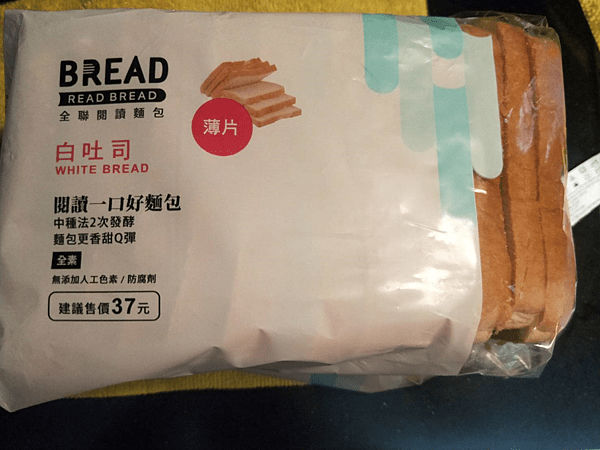 BREAD
READ BREAD
全聯閱讀麵包
薄片
白吐司
WHITE BREAD
閱讀一口好麵包
中種法2次發酵
麵包更香甜Q彈
全素
無添加人工色素/防腐劑
建議售價37元